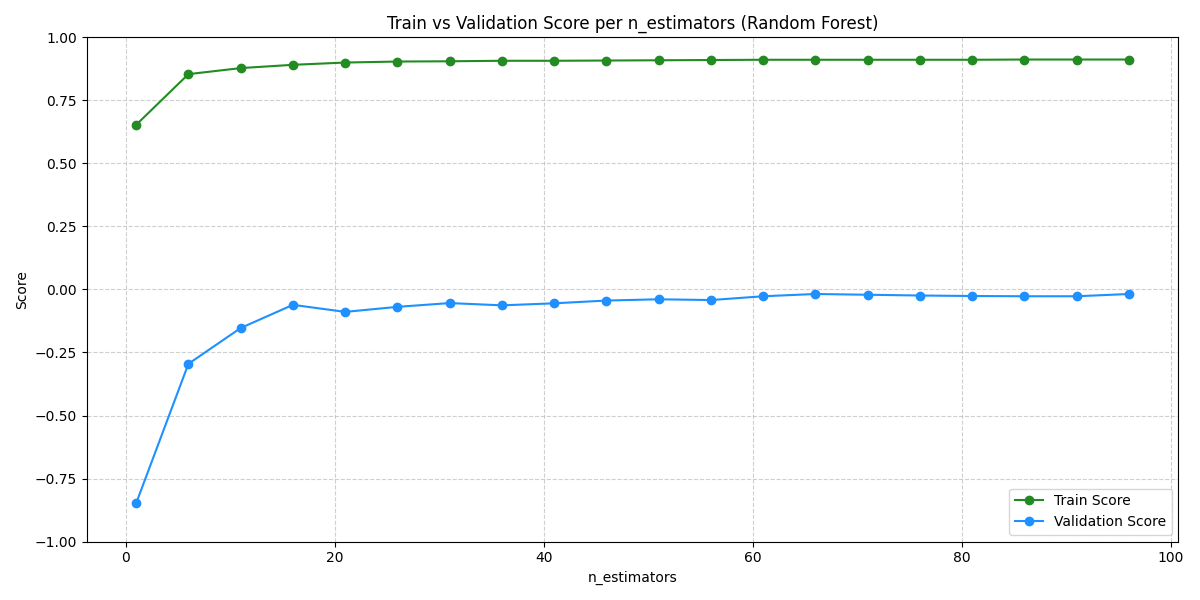 Train vs Validation Score per n_estimators (Random Forest)
1.00
0.75
0.50
0.25
0.00
−0.25
−0.50
−0.75
−1.00
Score
Train Score
Validation Score
0 20 40 60 80 100
n_estimators